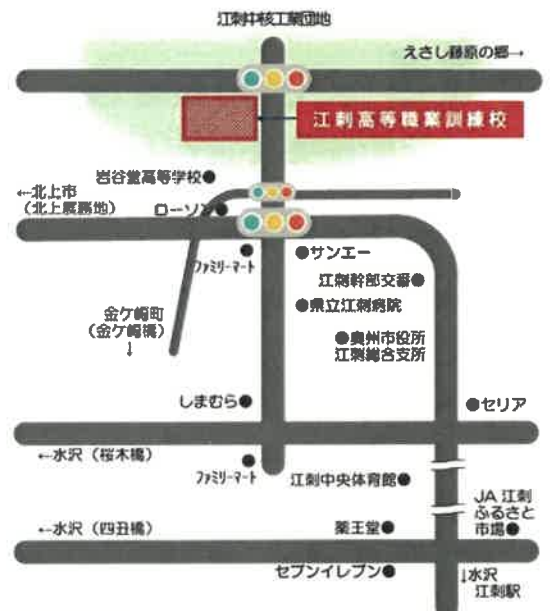 江刺中核工業団地
えさし藤原の郷→
江刺高等職業訓練校
岩谷堂高等学校●
←北上市
(北上展勝地)
ローソン●
ファミリーマート
●サンエー
江刺幹部交番●
●県立江刺病院
金ケ崎町
(金ケ崎橋)
↓
●奥州市役所
江刺総合支所
しまむら●
●セリア
←水沢(桜木橋)
ファミリーマート
江刺中央体育館●
JA江刺
ふるさと
市場●
←水沢(四丑橋)
薬王堂●
セブンイレブン●
↓水沢
江刺駅